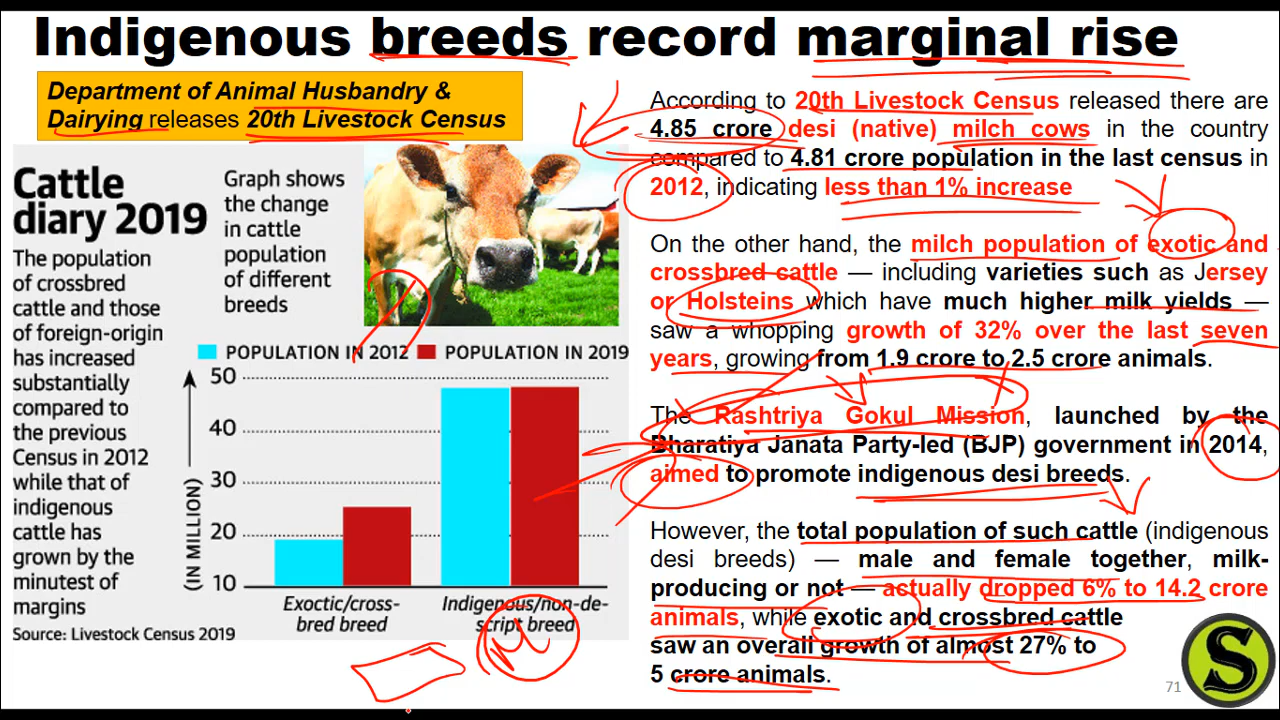 Indigenous breeds record marginal rise
Department of Animal Husbandry &
Dairying releases 20th Livestock Census
Cattle
diary 2019
The population
of crossbred
cattle and those
of foreign-origin
has increased
substantially
compared to
the previous
Census in 2012
while that of
indigenous
cattle has
grown by the
minutest of
margins
Source: Livestock Census 2019
Graph shows
the change
in cattle
population
of different
breeds
POPULATION IN 2012 POPULATION IN 2019
(IN MILLION)
50
40
30
20
10
Exoctic/cross-
bred breed
Indigenous/non-de-
script breed
According to 20th Livestock Census released there are
4.85 crore desi (native) milch cows in the country
compared to 4.81 crore population in the last census in
2012, indicating less than 1% increase
On the other hand, the milch population of exotic and
crossbred cattle — including varieties such as Jersey
or Holsteins which have much higher milk yields —
saw a whopping growth of 32% over the last seven
years, growing from 1.9 crore to 2.5 crore animals.
The Rashtriya Gokul Mission, launched by the
Bharatiya Janata Party-led (BJP) government in 2014,
aimed to promote indigenous desi breeds.
However, the total population of such cattle (indigenous
desi breeds) — male and female together, milk-
producing or not — actually dropped 6% to 14.2 crore
animals, while exotic and crossbred cattle
saw an overall growth of almost 27% to
5 crore animals.
71
S